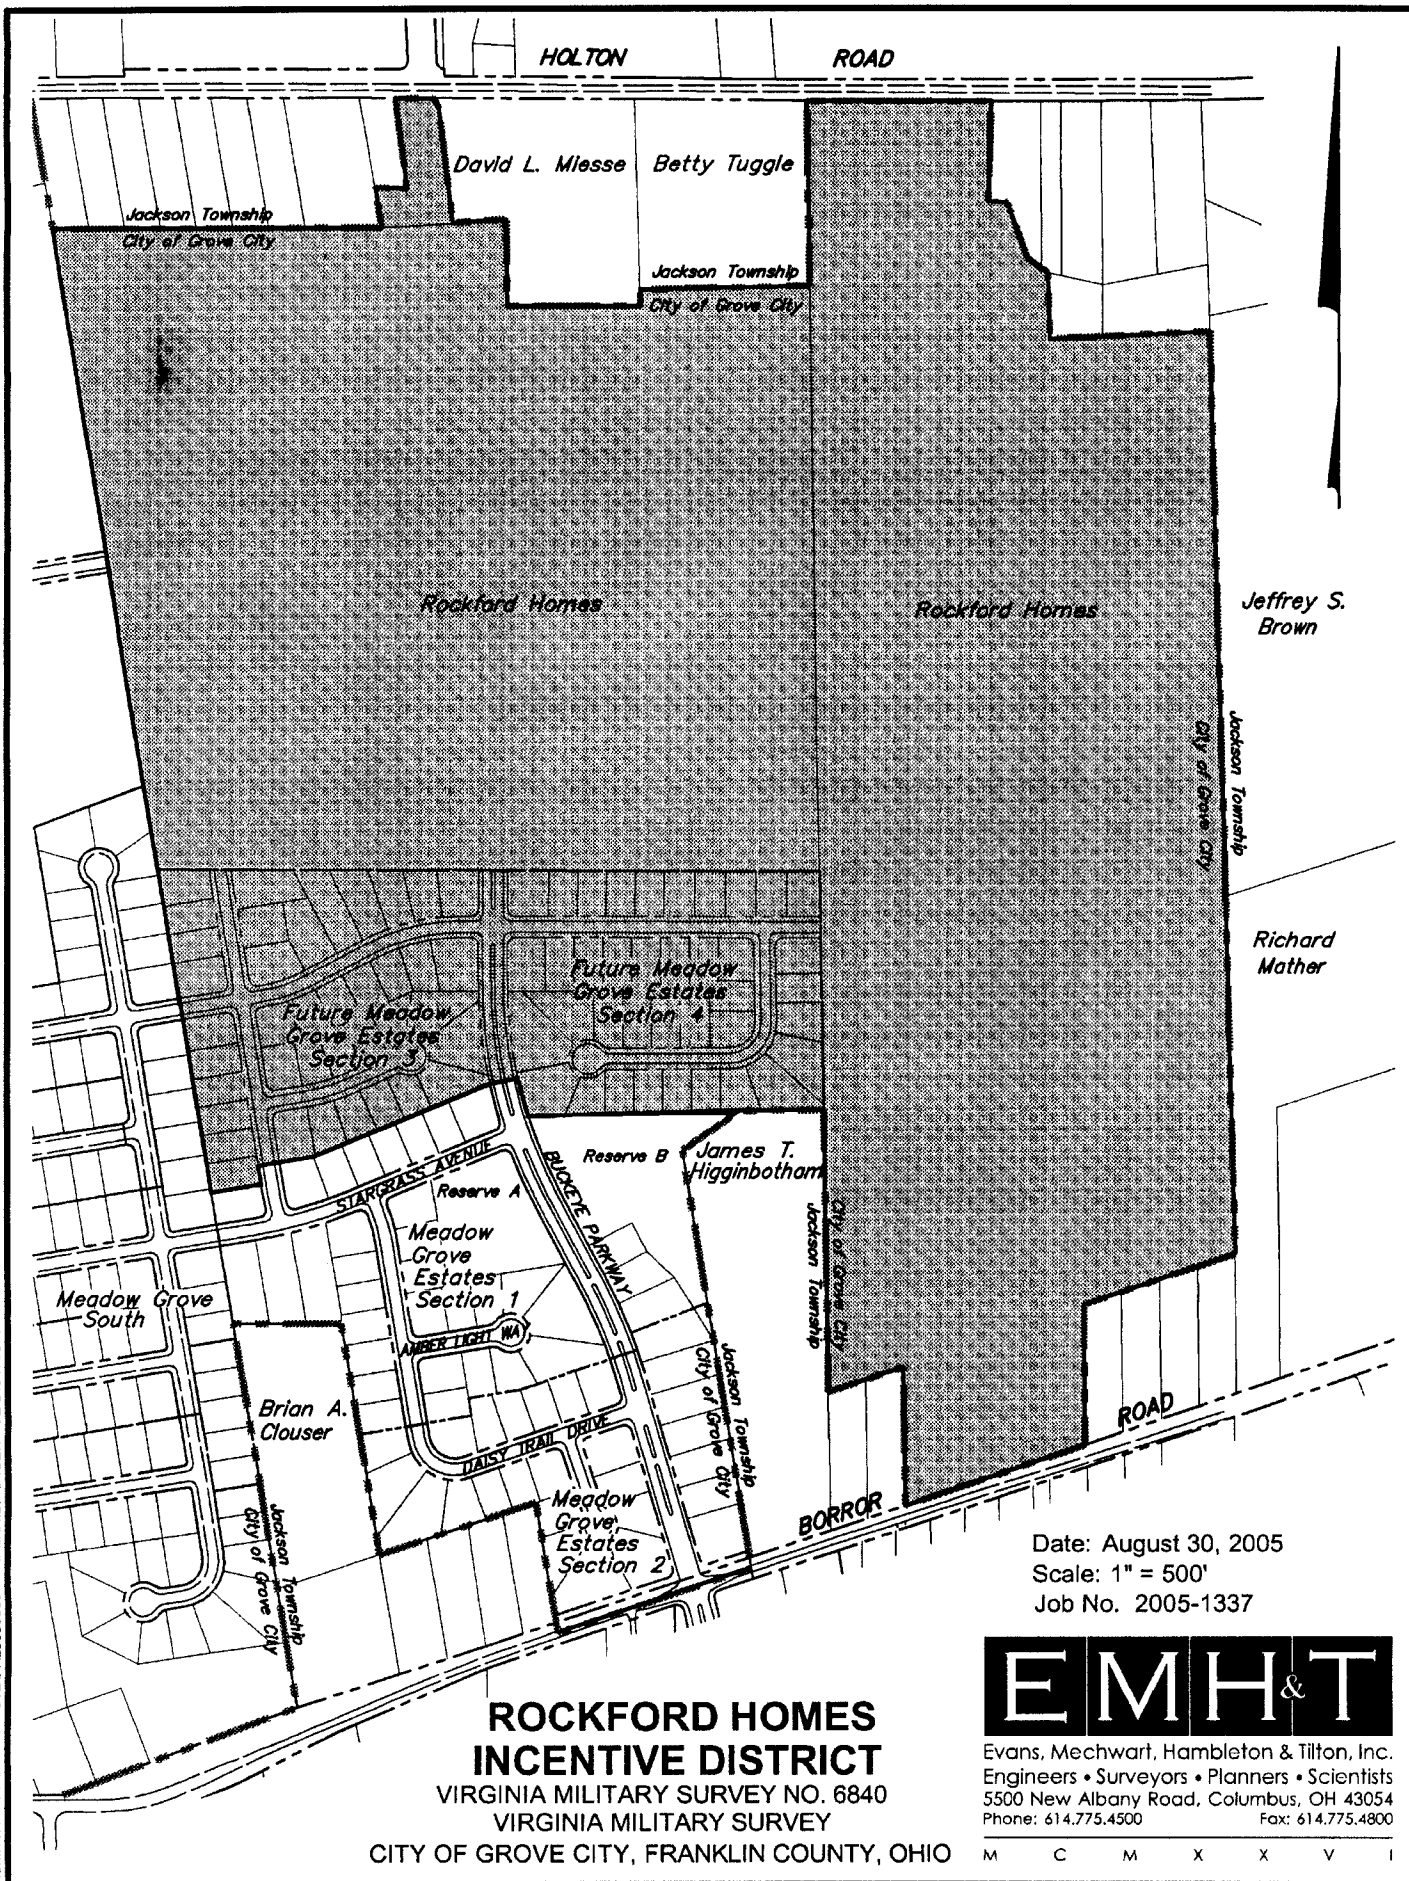 HOLTON ROAD
David L. Miesse
Betty Tuggle
Jackson Township
City of Grove City
Jackson Township
City of Grove City
Rockford Homes
Rockford Homes
Jeffrey S.
Brown
Jackson Township
City of Grove City
Richard
Mather
Future Meadow
Grove Estates
Section 4
Future Meadow
Grove Estates
Section 3
Reserve B
James T.
Higginbotham
STARGRASS AVENUE
Reserve A
BUCKEYE PARKWAY
City of Grove City
Jackson Township
Meadow
Grove
Estates
Section 1
Meadow Grove
South
AMBER LIGHT WA
Jackson Township
City of Grove City
Brian A.
Clouser
DAISY TRAIL DRIVE
BORROR ROAD
Meadow
Grove
Estates
Section 2
Jackson Township
City of Grove City
Date: August 30, 2005
Scale: 1" = 500'
Job No. 2005-1337
EMH&T
Evans, Mechwart, Hambleton & Tilton, Inc.
Engineers • Surveyors • Planners • Scientists
5500 New Albany Road, Columbus, OH 43054
Phone: 614.775.4500 Fax: 614.775.4800
M C M X X V I
ROCKFORD HOMES
INCENTIVE DISTRICT
VIRGINIA MILITARY SURVEY NO. 6840
VIRGINIA MILITARY SURVEY
CITY OF GROVE CITY, FRANKLIN COUNTY, OHIO